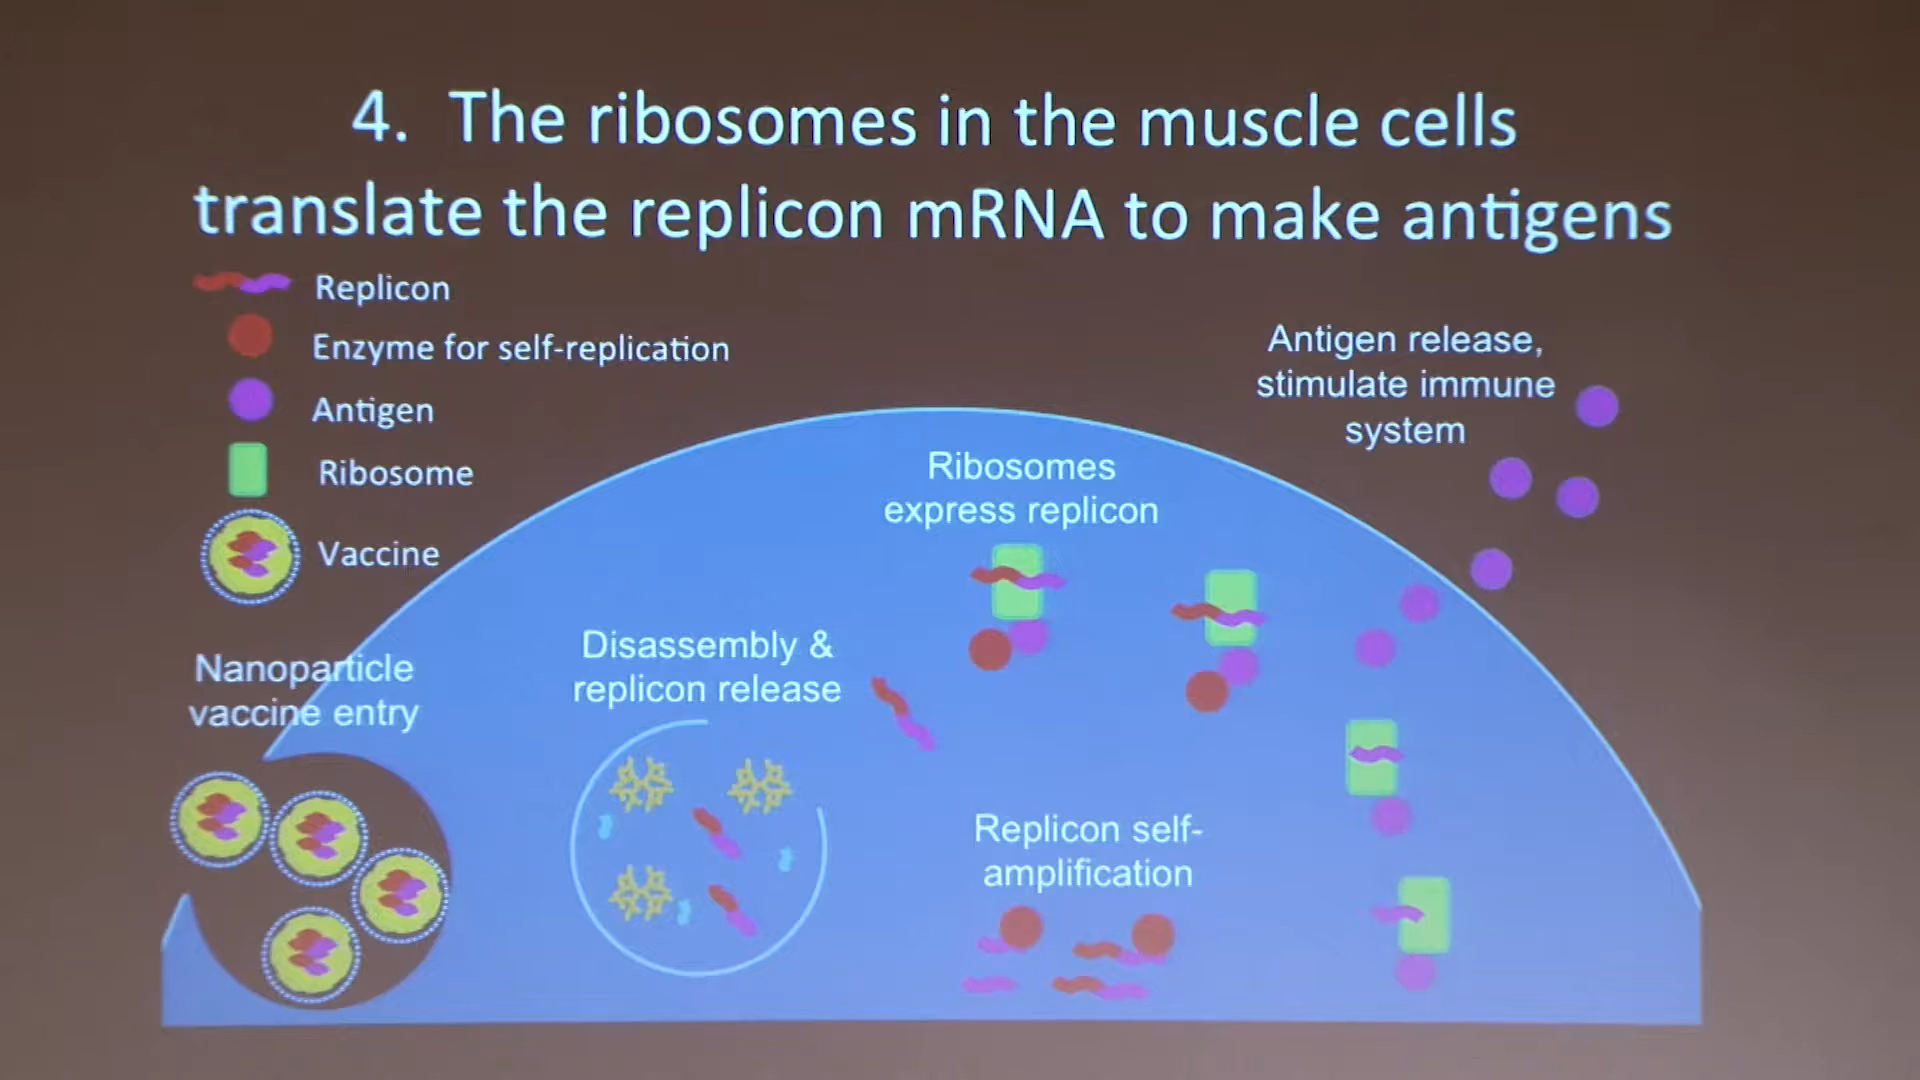 4. The ribosomes in the muscle cells
translate the replicon mRNA to make antigens
Replicon
Enzyme for self-replication
Antigen
Ribosome
Vaccine
Nanoparticle
vaccine entry
Disassembly &
replicon release
Ribosomes
express replicon
Replicon self-
amplification
Antigen release,
stimulate immune
system